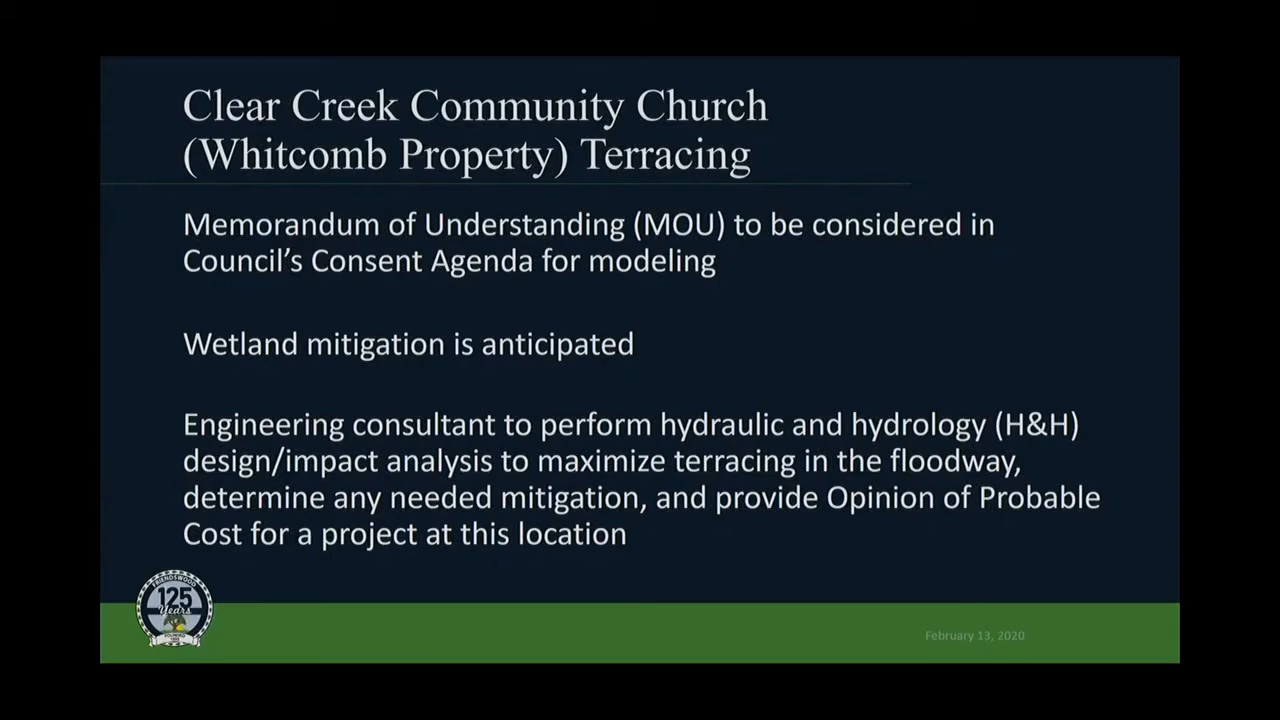 Clear Creek Community Church
(Whitcomb Property) Terracing
Memorandum of Understanding (MOU) to be considered in
Council's Consent Agenda for modeling
Wetland mitigation is anticipated
Engineering consultant to perform hydraulic and hydrology (H&H)
design/impact analysis to maximize terracing in the floodway,
determine any needed mitigation, and provide Opinion of Probable
Cost for a project at this location
FRIENDSWOOD
125
Years
FOUNDED
February 13, 2020